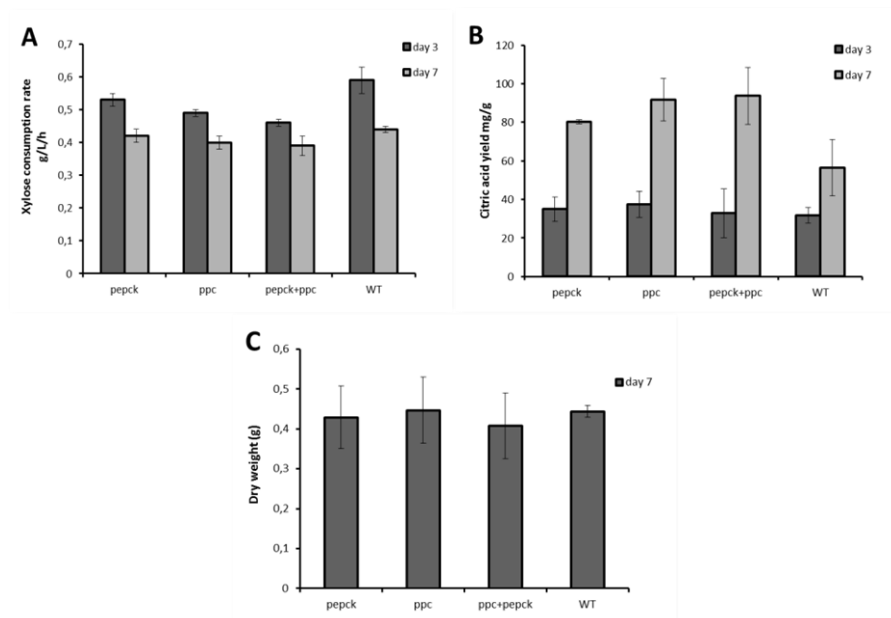 A
Xylose consumption rate
g/L/h
0,7
0,6
0,5
0,4
0,3
0,2
0,1
0
day 3
day 7
pepck ppc pepck+ppc WT
B
Citric acid yield mg/g
120
100
80
60
40
20
0
day 3
day 7
pepck ppc pepck+ppc WT
C
Dry weight (g)
0,6
0,5
0,4
0,3
0,2
0,1
0
day 7
pepck ppc ppc+pepck WT